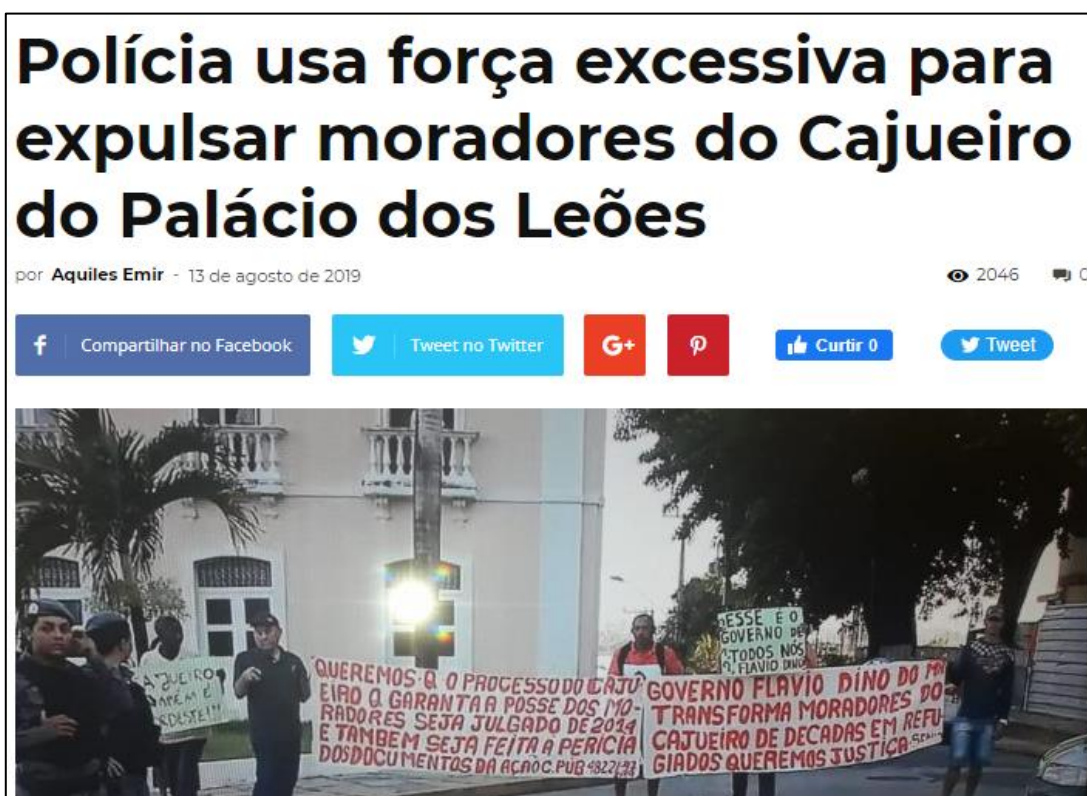 Polícia usa força excessiva para
expulsar moradores do Cajueiro
do Palácio dos Leões
por Aquiles Emir - 13 de agosto de 2019
2046
0
Compartilhar no Facebook
Tweet no Twitter
G+
Curtir 0
Tweet
ESSE É O
GOVERNO DE
TODOS NÓS
FLAVIO DINO
QUEREMOS Q O PROCESSO DO CAJU
EIRO Q GARANTA A POSSE DOS MO-
RADORES SEJA JULGADO DE 2014
E TAMBEM SEJA FEITA A PERÍCIA
DOS DOCUMENTOS DA AÇAO C. PUB
GOVERNO FLAVIO DINO DO
TRANSFORMA MORADORES DO
CAJUEIRO DE DECADAS EM REFU
GIADOS QUEREMOS JUSTIÇA